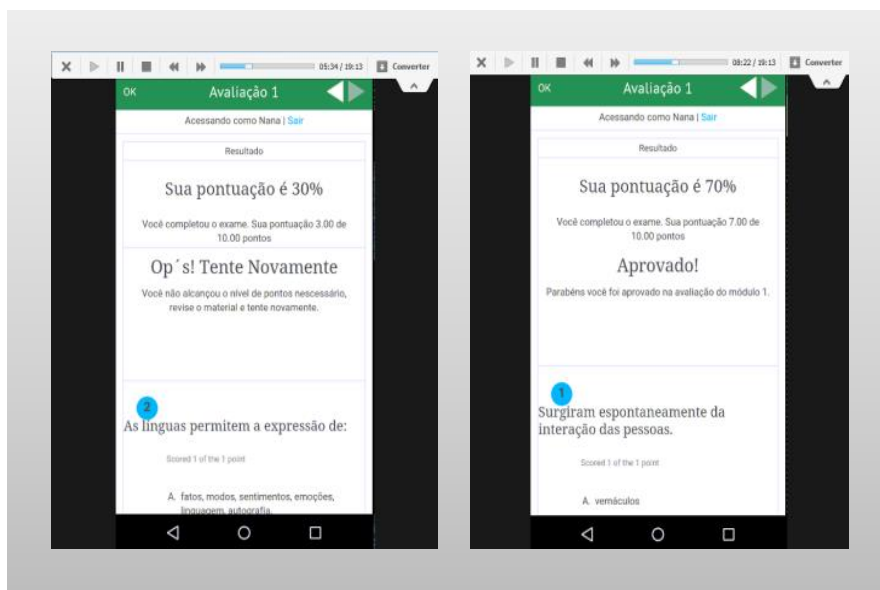 05:34 / 19:13 Converter
OK Avaliação 1
Acessando como Nana | Sair
Resultado
Sua pontuação é 30%
Você completou o exame. Sua pontuação 3.00 de
10.00 pontos
Op´s! Tente Novamente
Você não alcançou o nível de pontos nescessário,
revise o material e tente novamente.
2
As línguas permitem a expressão de:
Scored 1 of the 1 point
A. fatos, modos, sentimentos, emoções,
linguagem, autografia.
08:22 / 19:13 Converter
OK Avaliação 1
Acessando como Nana | Sair
Resultado
Sua pontuação é 70%
Você completou o exame. Sua pontuação 7.00 de
10.00 pontos
Aprovado!
Parabéns você foi aprovado na avaliação do módulo 1.
1
Surgiram espontaneamente da
interação das pessoas.
Scored 1 of the 1 point
A. vernáculos